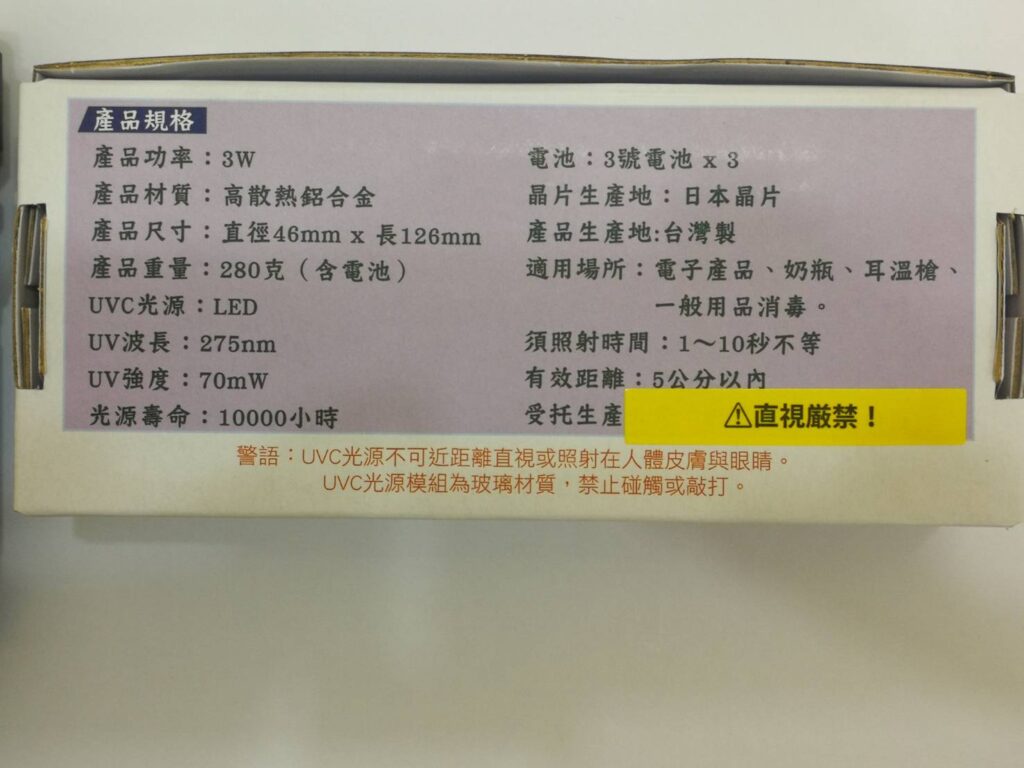 產品規格
產品功率：3W
產品材質：高散熱鋁合金
產品尺寸：直徑46mm x 長126mm
產品重量：280克（含電池）
UVC光源：LED
UV波長：275nm
UV強度：70mW
光源壽命：10000小時
電池：3號電池 x 3
晶片生產地：日本晶片
產品生產地:台灣製
適用場所：電子產品、奶瓶、耳溫槍、
一般用品消毒。
須照射時間：1～10秒不等
有效距離：5公分以內
受托生產
⚠直視厳禁！
警語：UVC光源不可近距離直視或照射在人體皮膚與眼睛。
UVC光源模組為玻璃材質，禁止碰觸或敲打。